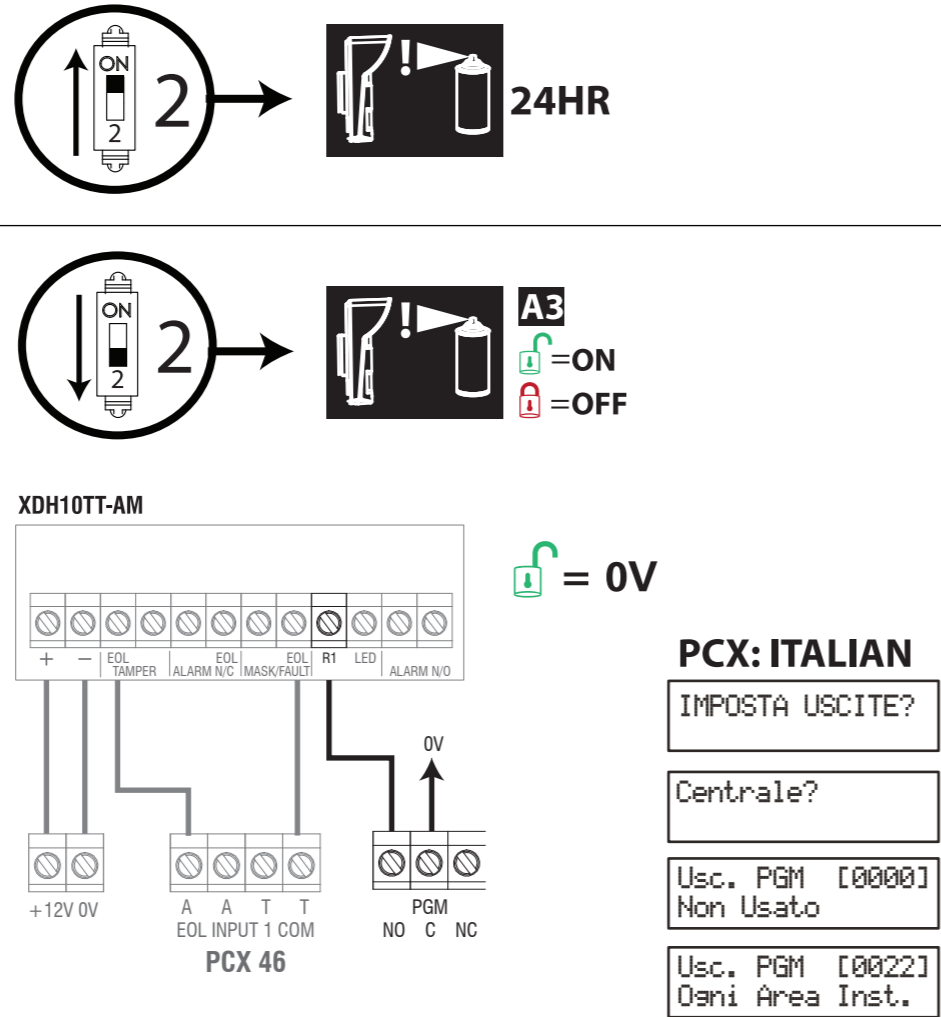 ON
2
2
24HR
ON
2
2
A3
=ON
=OFF
XDH10TT-AM
= 0V
+ − EOL TAMPER ALARM N/C EOL MASK/FAULT EOL R1 LED ALARM N/O
0V
+12V 0V
A A T T
EOL INPUT 1 COM
PCX 46
PGM
NO C NC
PCX: ITALIAN
IMPOSTA USCITE?
Centrale?
Usc. PGM [0000]
Non Usato
Usc. PGM [0022]
Ogni Area Inst.